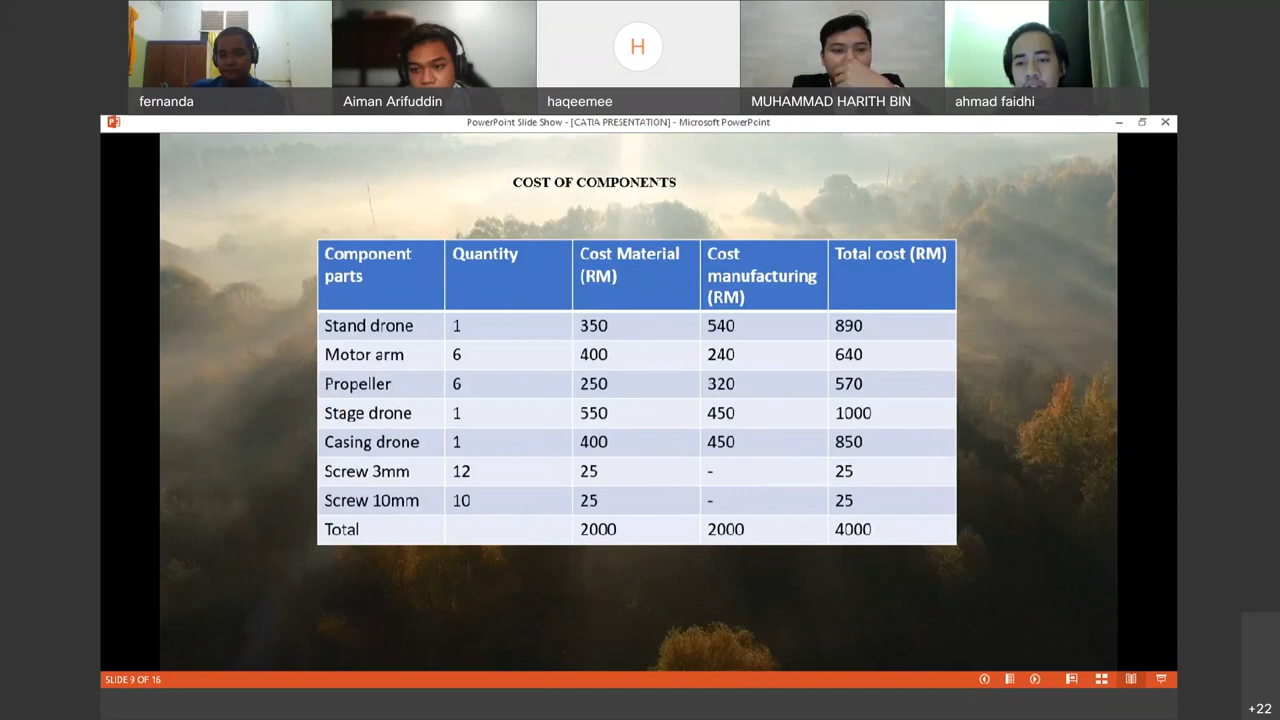 H
fernanda
Aiman Arifuddin
haqeemee
MUHAMMAD HARITH BIN
ahmad faidhi
PowerPoint Slide Show - [CATIA PRESENTATION] - Microsoft PowerPoint
COST OF COMPONENTS
Component parts Quantity Cost Material (RM) Cost manufacturing (RM) Total cost (RM)
Stand drone 1 350 540 890
Motor arm 6 400 240 640
Propeller 6 250 320 570
Stage drone 1 550 450 1000
Casing drone 1 400 450 850
Screw 3mm 12 25 - 25
Screw 10mm 10 25 - 25
Total 2000 2000 4000
SLIDE 9 OF 16
+22